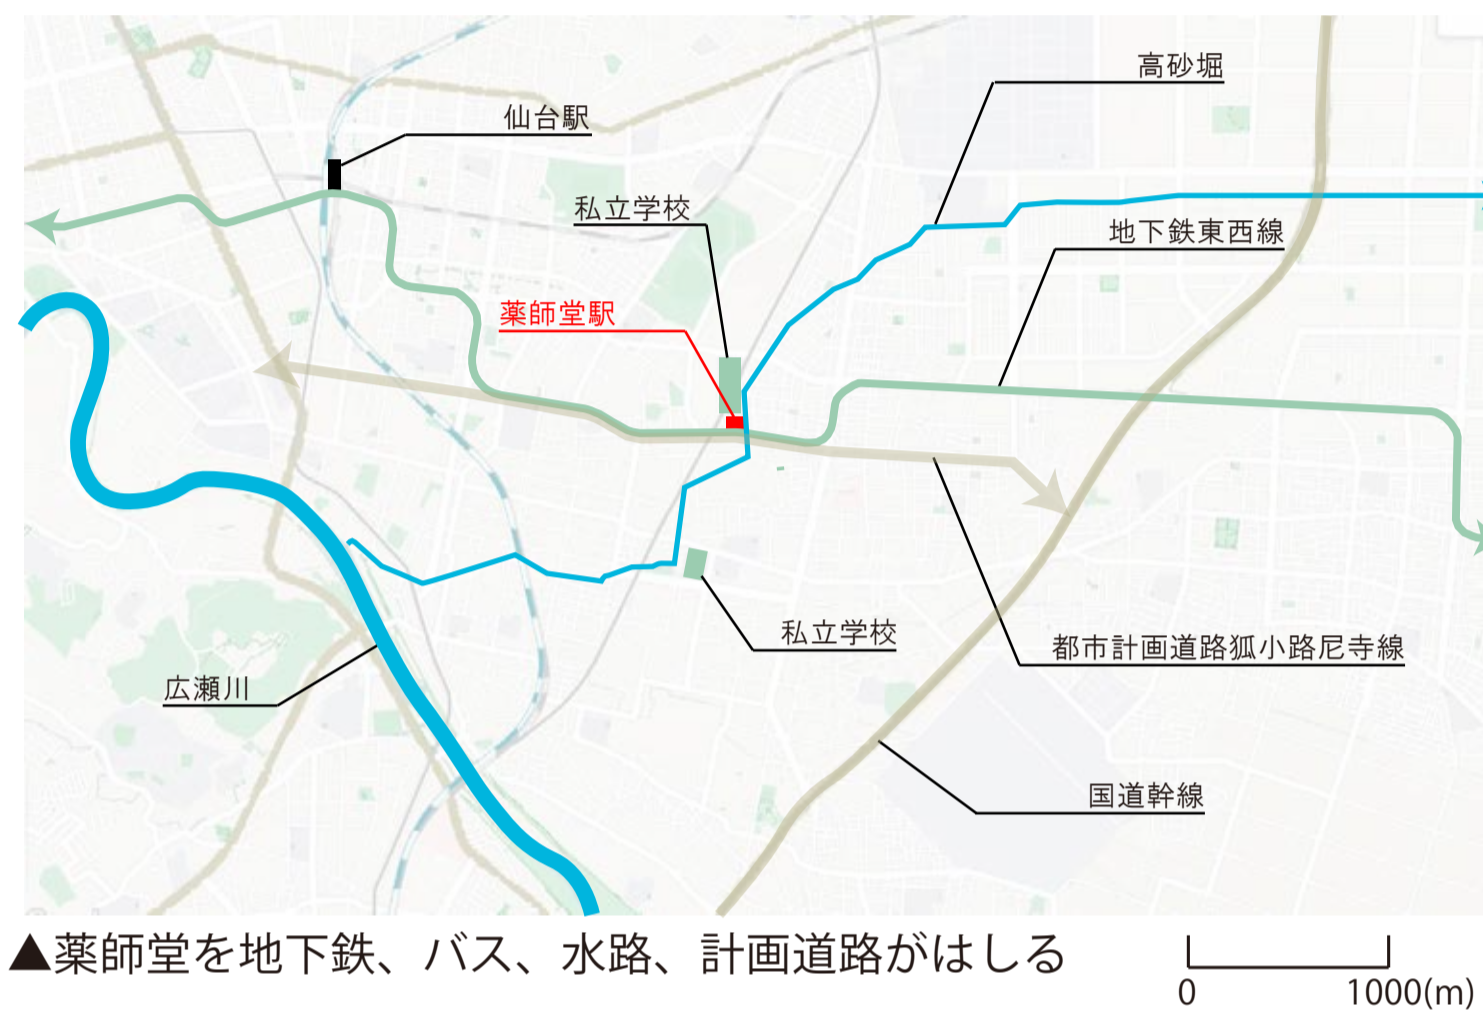 高砂堀
仙台駅
私立学校
地下鉄東西線
薬師堂駅
私立学校
都市計画道路狐小路尼寺線
広瀬川
国道幹線
▲薬師堂を地下鉄、バス、水路、計画道路がはしる
0 1000(m)